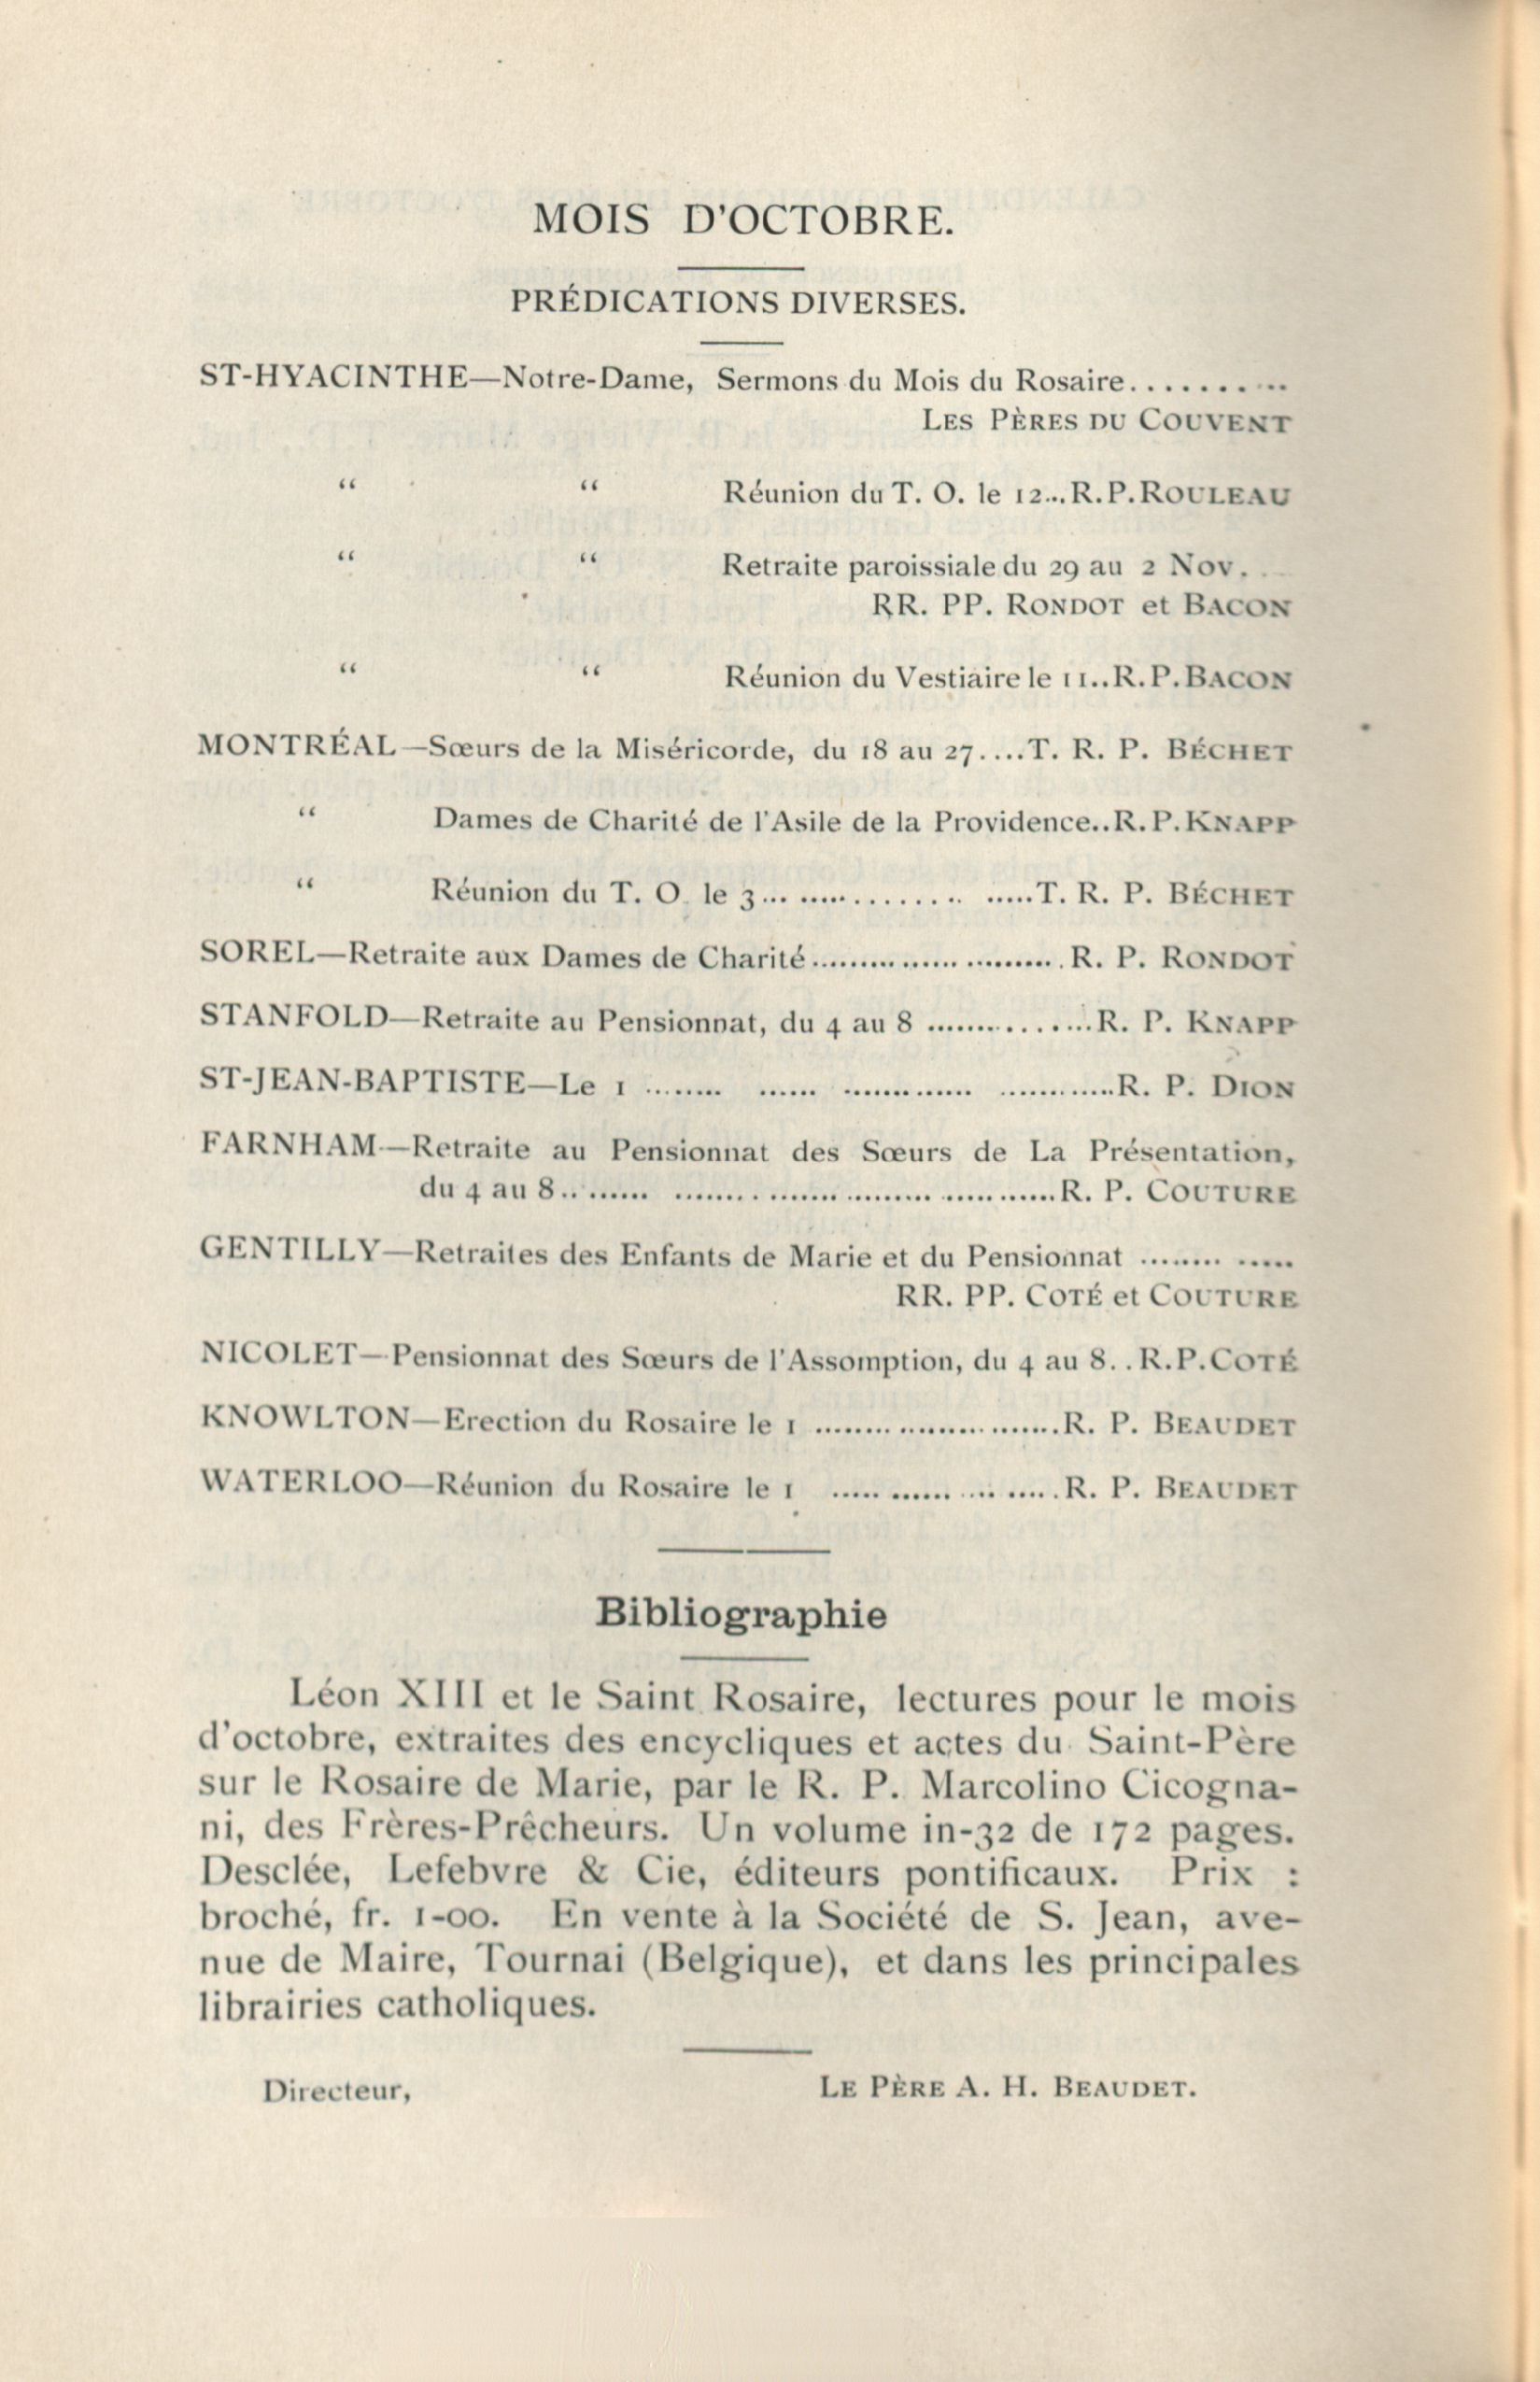 MOIS D'OCTOBRE.
PRÉDICATIONS DIVERSES.
ST-HYACINTHE—Notre-Dame, Sermons du Mois du Rosaire..........
LES PÈRES DU COUVENT
“ “ Réunion du T. O. le 12...R.P.ROULEAU
“ “ Retraite paroissiale du 29 au 2 Nov...
RR. PP. RONDOT et BACON
“ “ Réunion du Vestiaire le 11..R.P.BACON
MONTRÉAL—Sœurs de la Miséricorde, du 18 au 27....T. R. P. BÉCHET
“ Dames de Charité de l'Asile de la Providence..R.P.KNAPP
“ Réunion du T. O. le 3... .............. .....T. R. P. BÉCHET
SOREL—Retraite aux Dames de Charité........................R. P. RONDOT
STANFOLD—Retraite au Pensionnat, du 4 au 8 ...............R. P. KNAPP
ST-JEAN-BAPTISTE—Le 1 ........ ...... ............. ............R. P. DION
FARNHAM—Retraite au Pensionnat des Sœurs de La Présentation,
du 4 au 8........ ........ ....... ......... ............R. P. COUTURE
GENTILLY—Retraites des Enfants de Marie et du Pensionnat ........ .....
RR. PP. COTÉ et COUTURE
NICOLET—Pensionnat des Sœurs de l'Assomption, du 4 au 8..R.P.COTÉ
KNOWLTON—Erection du Rosaire le 1 ........ ......... .......R. P. BEAUDET
WATERLOO—Réunion du Rosaire le 1 ..... ...... ... .....R. P. BEAUDET
Bibliographie
Léon XIII et le Saint Rosaire, lectures pour le mois
d'octobre, extraites des encycliques et actes du Saint-Père
sur le Rosaire de Marie, par le R. P. Marcolino Cicogna-
ni, des Frères-Prêcheurs. Un volume in-32 de 172 pages.
Desclée, Lefebvre & Cie, éditeurs pontificaux. Prix :
broché, fr. 1-00. En vente à la Société de S. Jean, ave-
nue de Maire, Tournai (Belgique), et dans les principales
librairies catholiques.
Directeur, LE PÈRE A. H. BEAUDET.